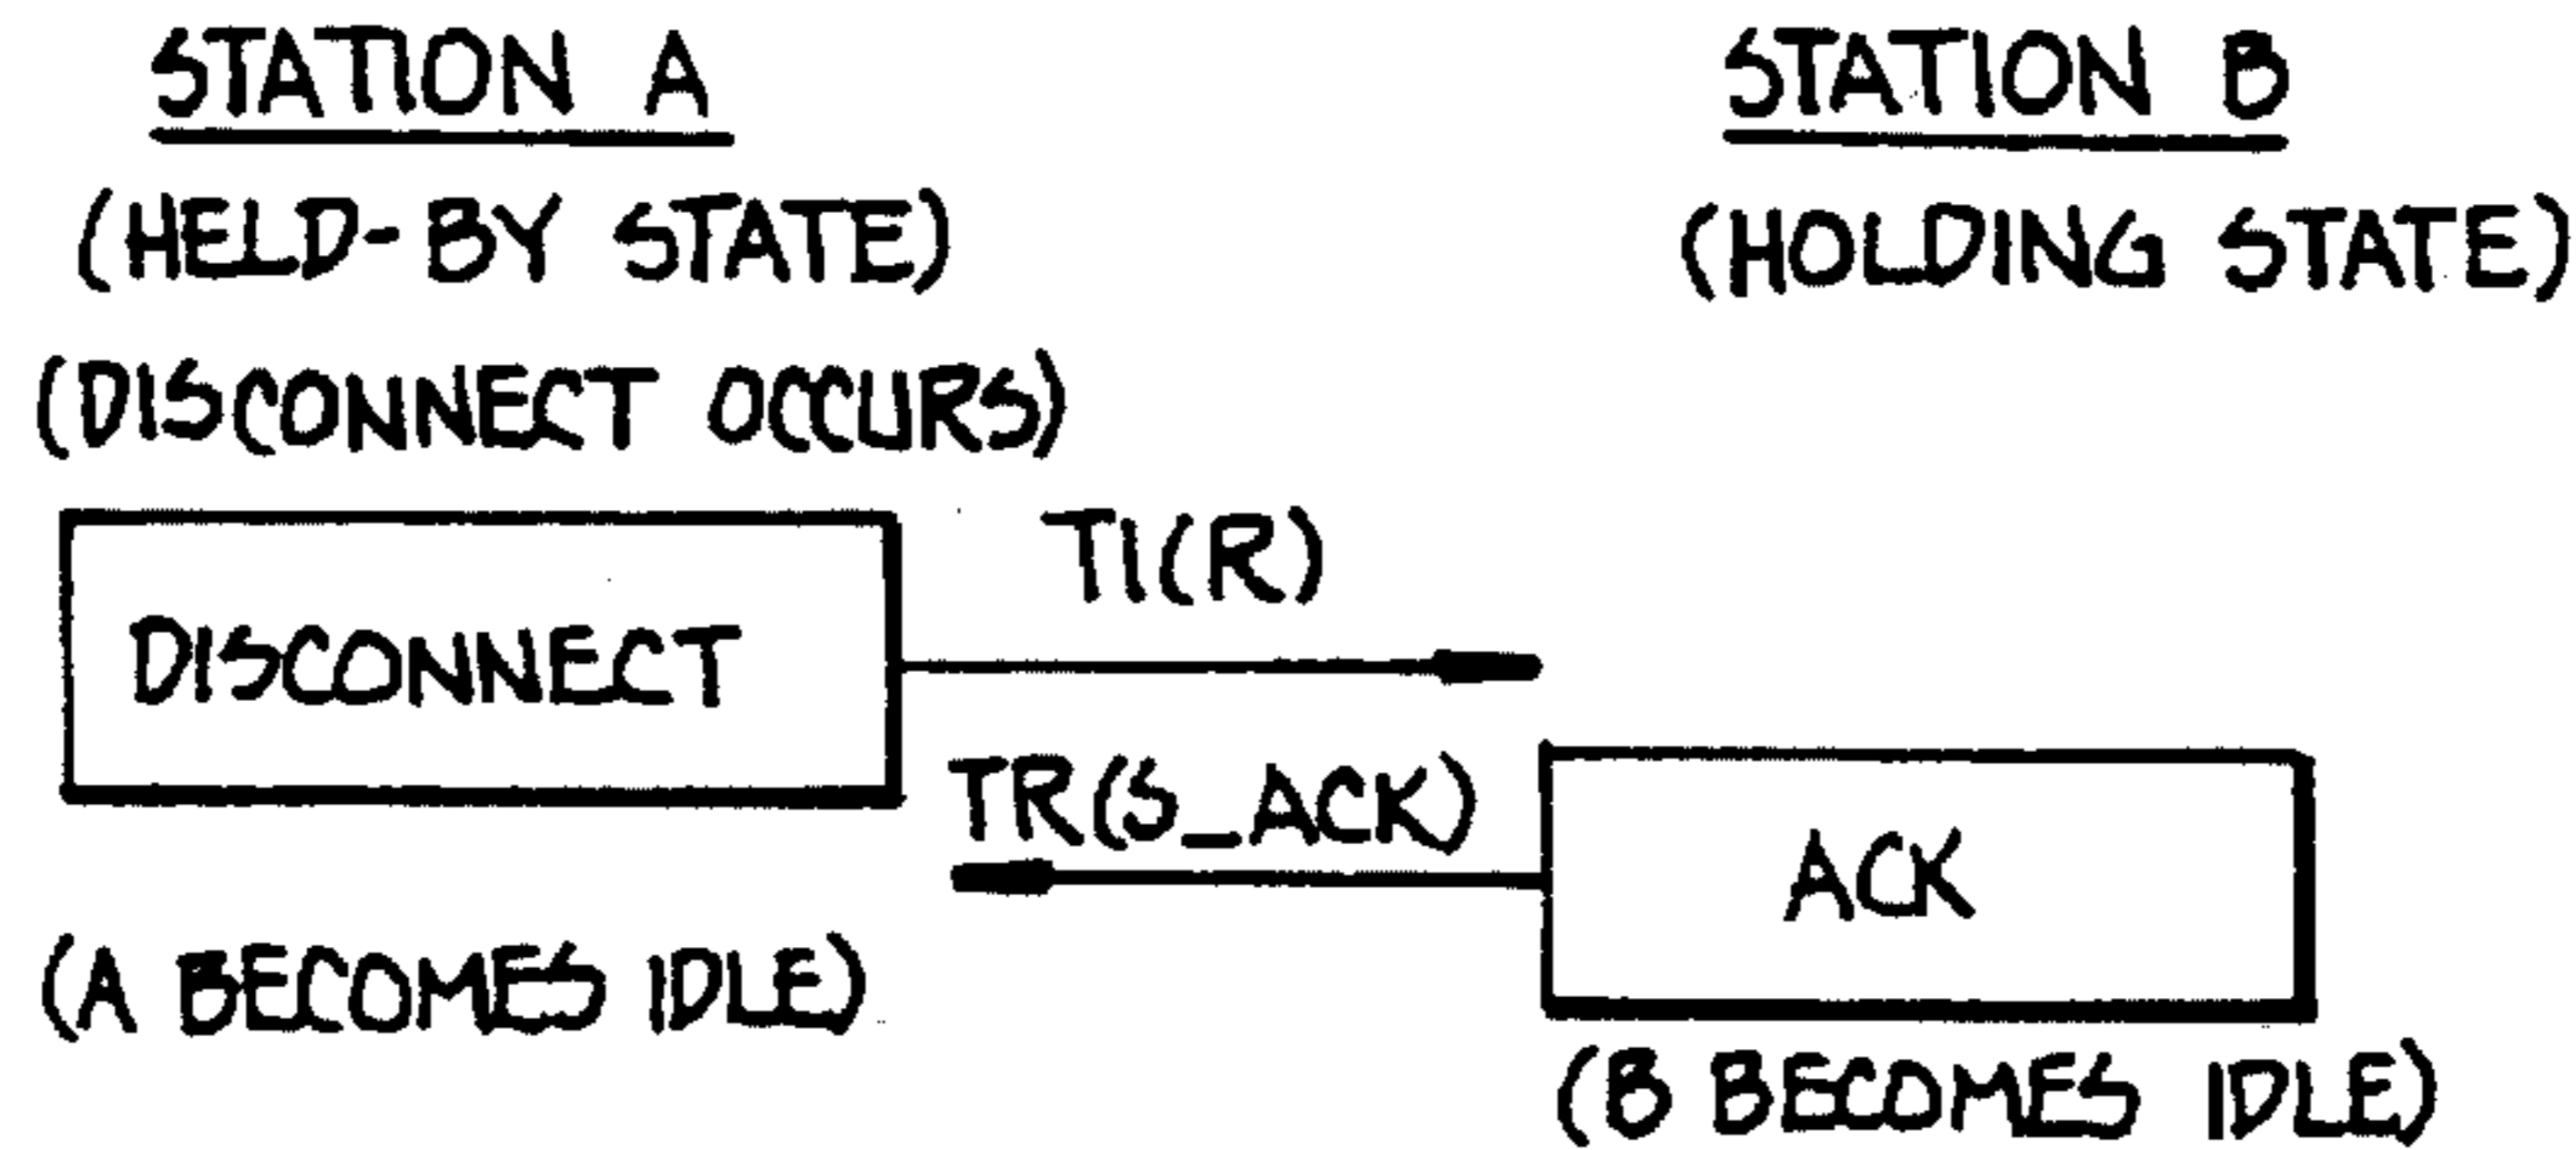 STATION A
STATION B
(HELD-BY STATE)
(HOLDING STATE)
(DISCONNECT OCCURS)
TI(R)
DISCONNECT
TR(S_ACK)
ACK
(A BECOMES IDLE)
(B BECOMES IDLE)